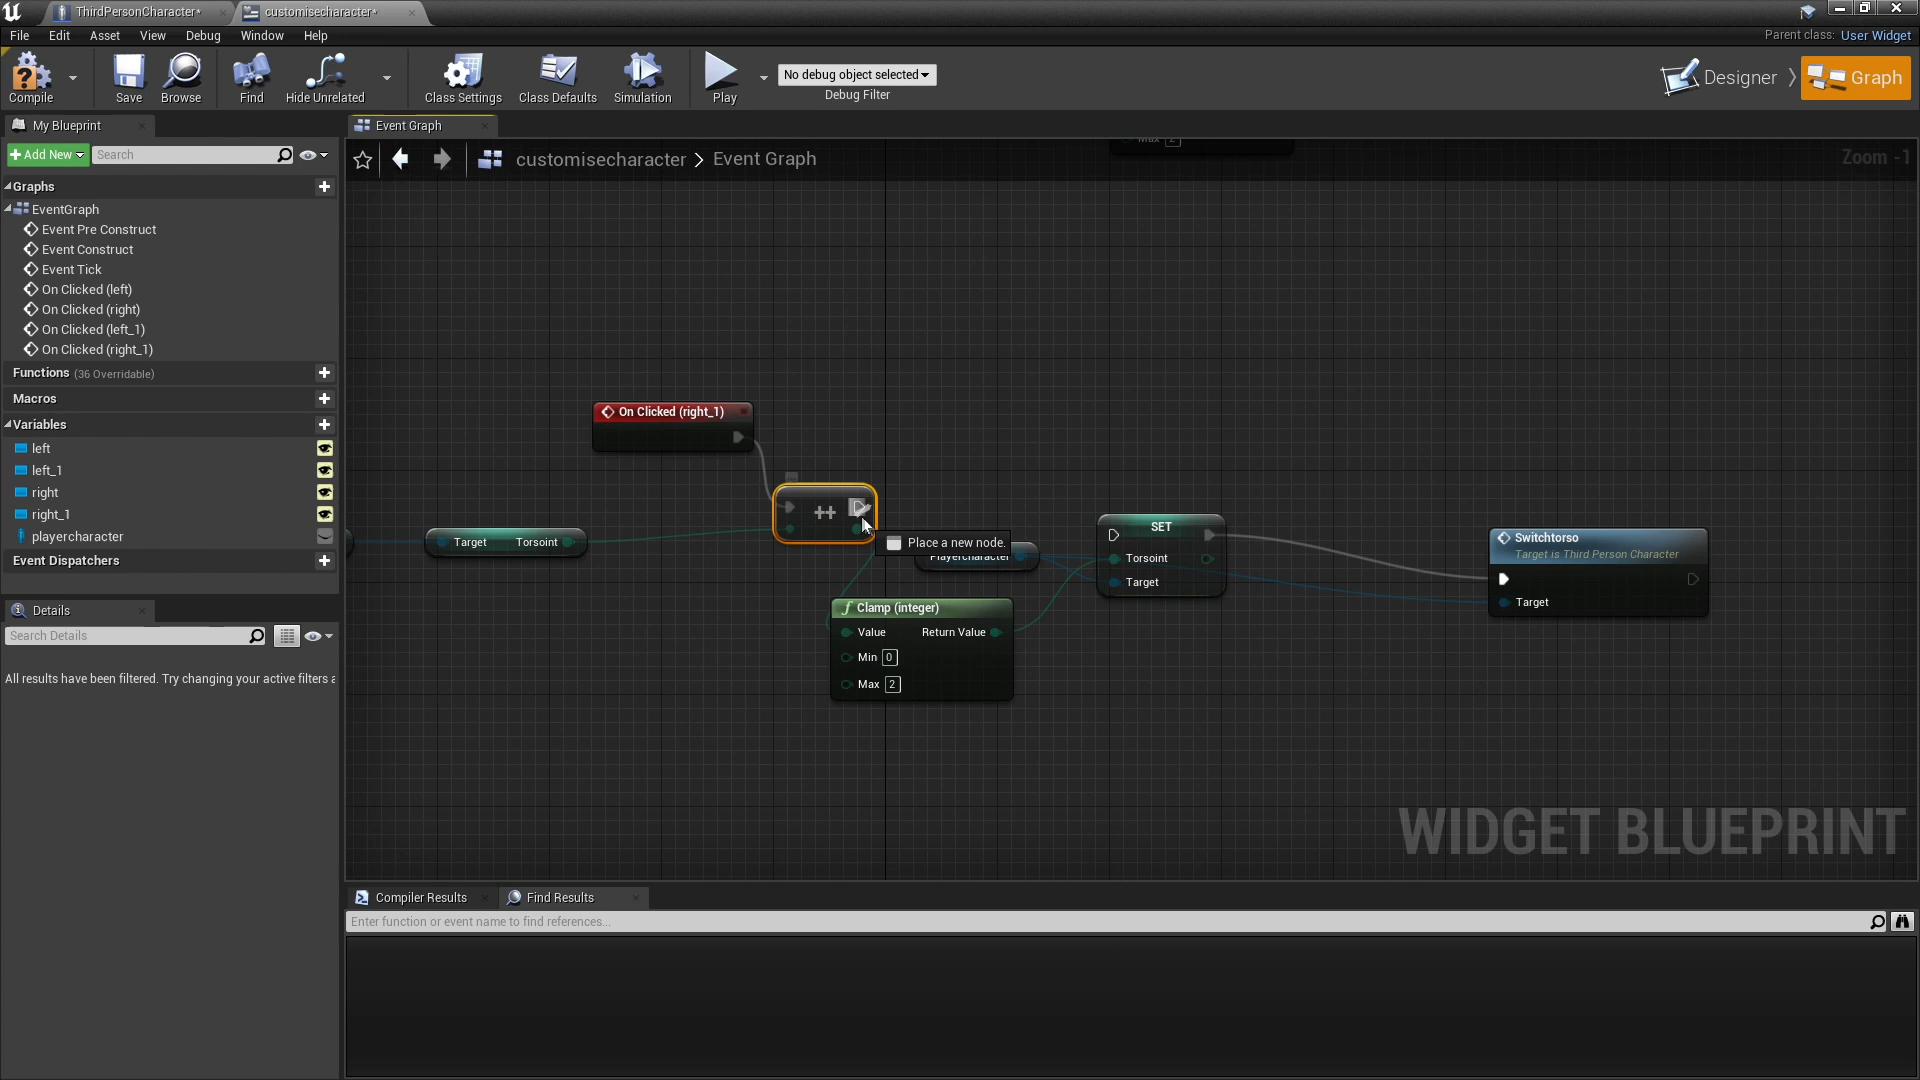 ThirdPersonCharacter*
customisecharacter*
File Edit Asset View Debug Window Help
Parent class: User Widget
Compile Save Browse Find Hide Unrelated Class Settings Class Defaults Simulation Play
No debug object selected
Debug Filter
Designer Graph
My Blueprint
Event Graph
+Add New Search
customisecharacter > Event Graph
Max 2
Zoom -1
Graphs
EventGraph
Event Pre Construct
Event Construct
Event Tick
On Clicked (left)
On Clicked (right)
On Clicked (left_1)
On Clicked (right_1)
Functions (36 Overridable)
Macros
Variables
left
left_1
right
right_1
playercharacter
Event Dispatchers
Details
Search Details
All results have been filtered. Try changing your active filters
On Clicked (right_1)
++
Target Torsoint
Place a new node.
Playercharacter
SET
Torsoint
Target
Switchtorso
Target is Third Person Character
Target
f Clamp (integer)
Value Return Value
Min 0
Max 2
WIDGET BLUEPRINT
Compiler Results
Find Results
Enter function or event name to find references...